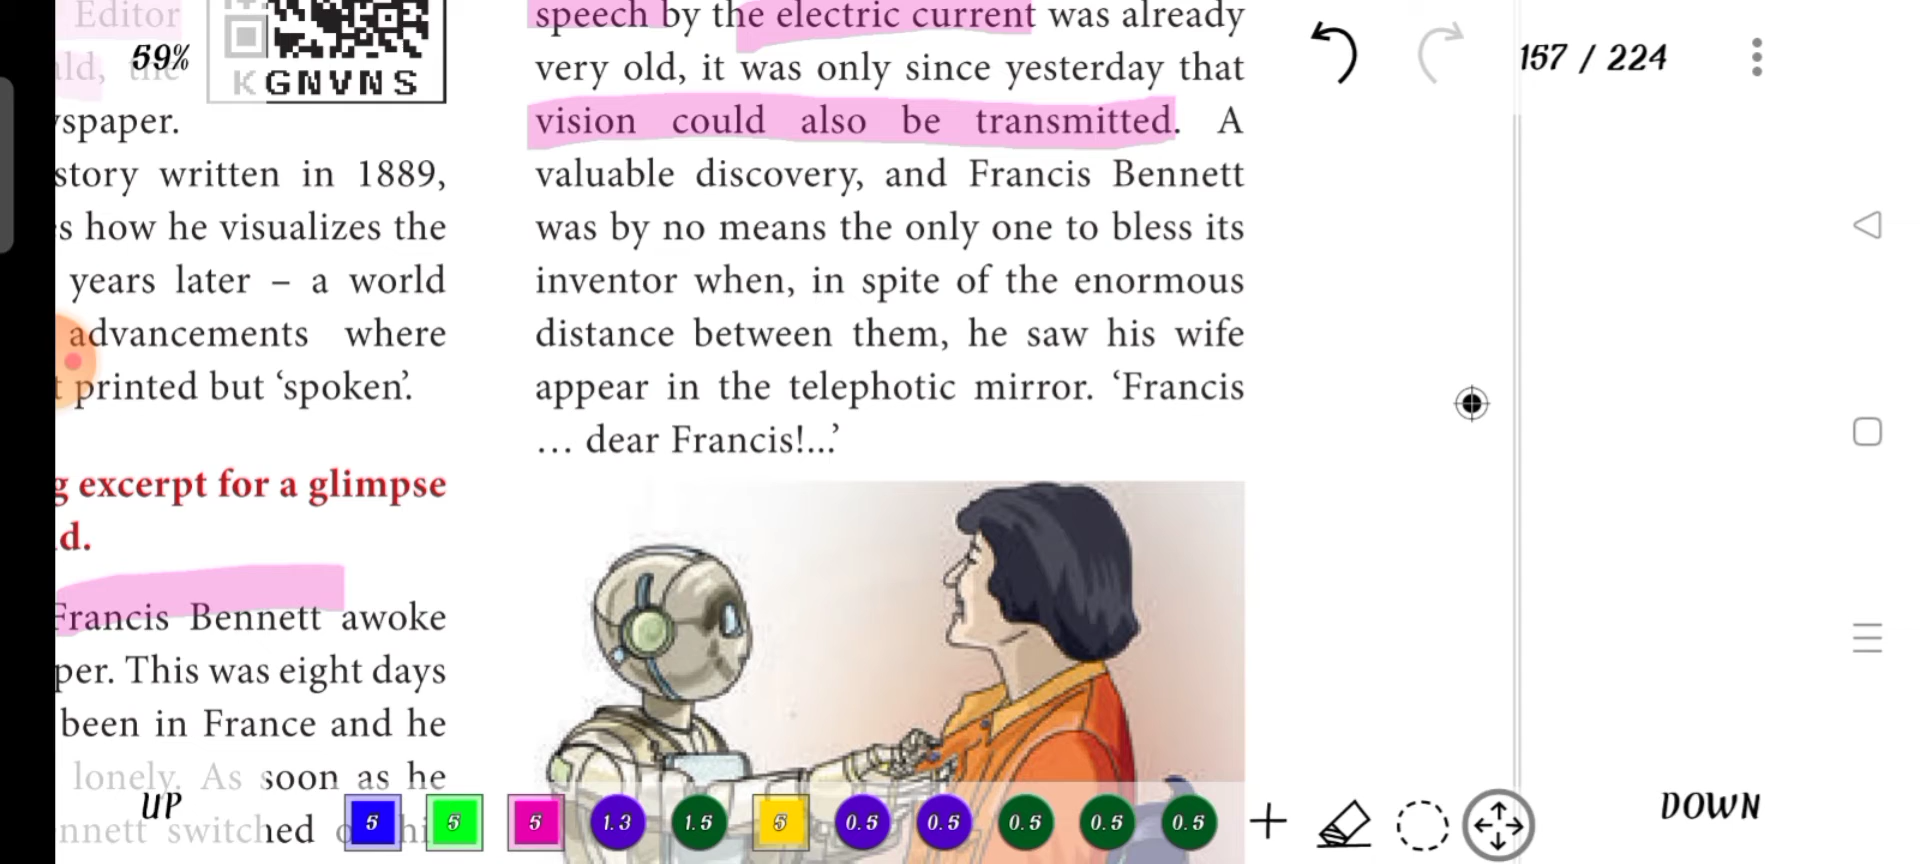 Editor
59%
ald, the
KGNVNS
wspaper.
story written in 1889,
s how he visualizes the
years later – a world
advancements where
t printed but ‘spoken’.
g excerpt for a glimpse
d.
Francis Bennett awoke
per. This was eight days
been in France and he
lonely. As soon as he
nnett switched
speech by the electric current was already
very old, it was only since yesterday that
vision could also be transmitted. A
valuable discovery, and Francis Bennett
was by no means the only one to bless its
inventor when, in spite of the enormous
distance between them, he saw his wife
appear in the telephotic mirror. ‘Francis
… dear Francis!...’
157 / 224
UP
5 5 5 1.3 1.5 5 0.5 0.5 0.5 0.5 0.5
DOWN